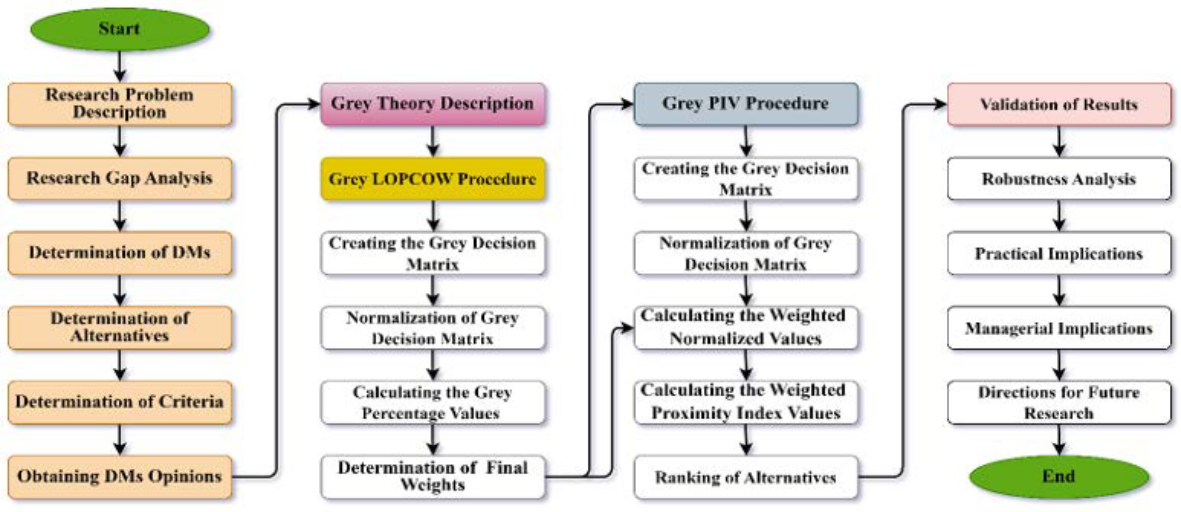 Start
Research Problem
Description
Research Gap Analysis
Determination of DMs
Determination of
Alternatives
Determination of Criteria
Obtaining DMs Opinions
Grey Theory Description
Grey LOPCOW Procedure
Creating the Grey Decision
Matrix
Normalization of Grey
Decision Matrix
Calculating the Grey
Percentage Values
Determination of Final
Weights
Grey PIV Procedure
Creating the Grey Decision
Matrix
Normalization of Grey
Decision Matrix
Calculating the Weighted
Normalized Values
Calculating the Weighted
Proximity Index Values
Ranking of Alternatives
Validation of Results
Robustness Analysis
Practical Implications
Managerial Implications
Directions for Future
Research
End